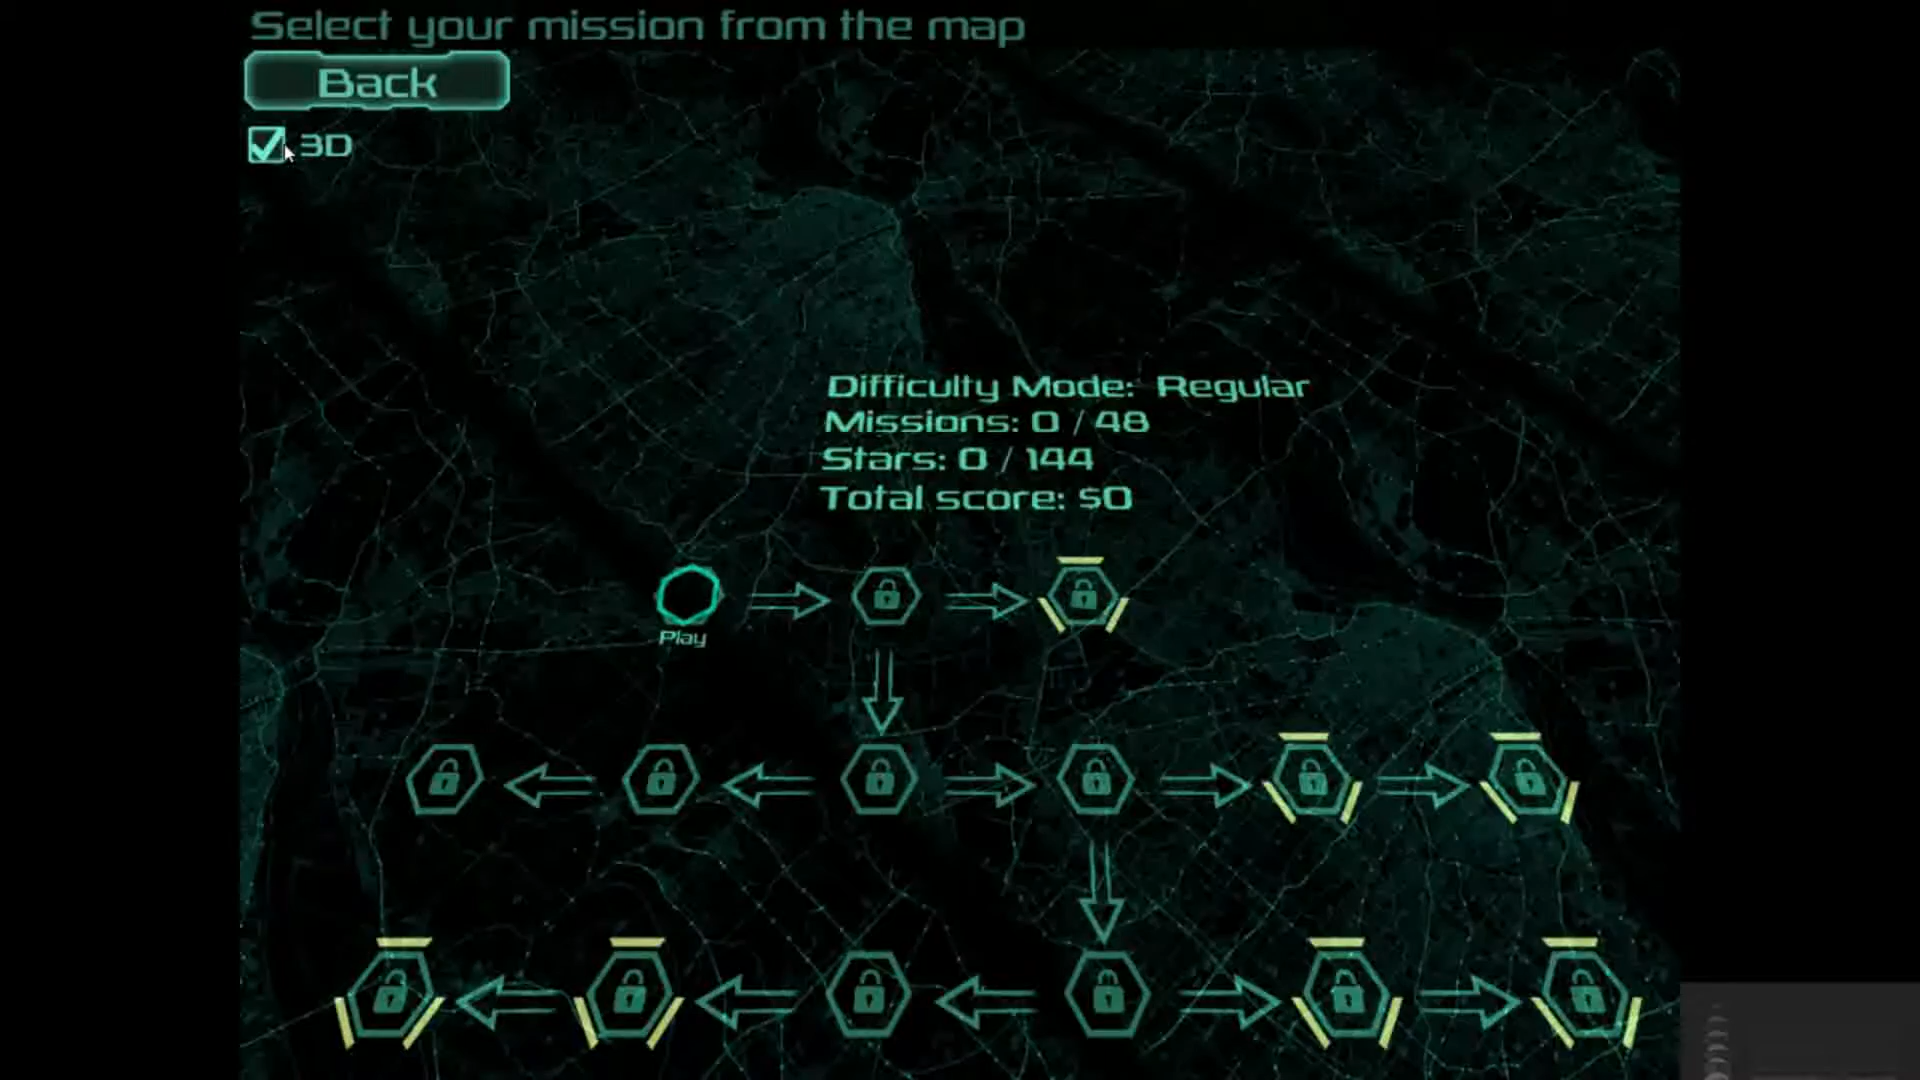 Select your mission from the map
Back
3D
Difficulty Mode: Regular
Missions: 0 / 48
Stars: 0 / 144
Total score: $0
Play